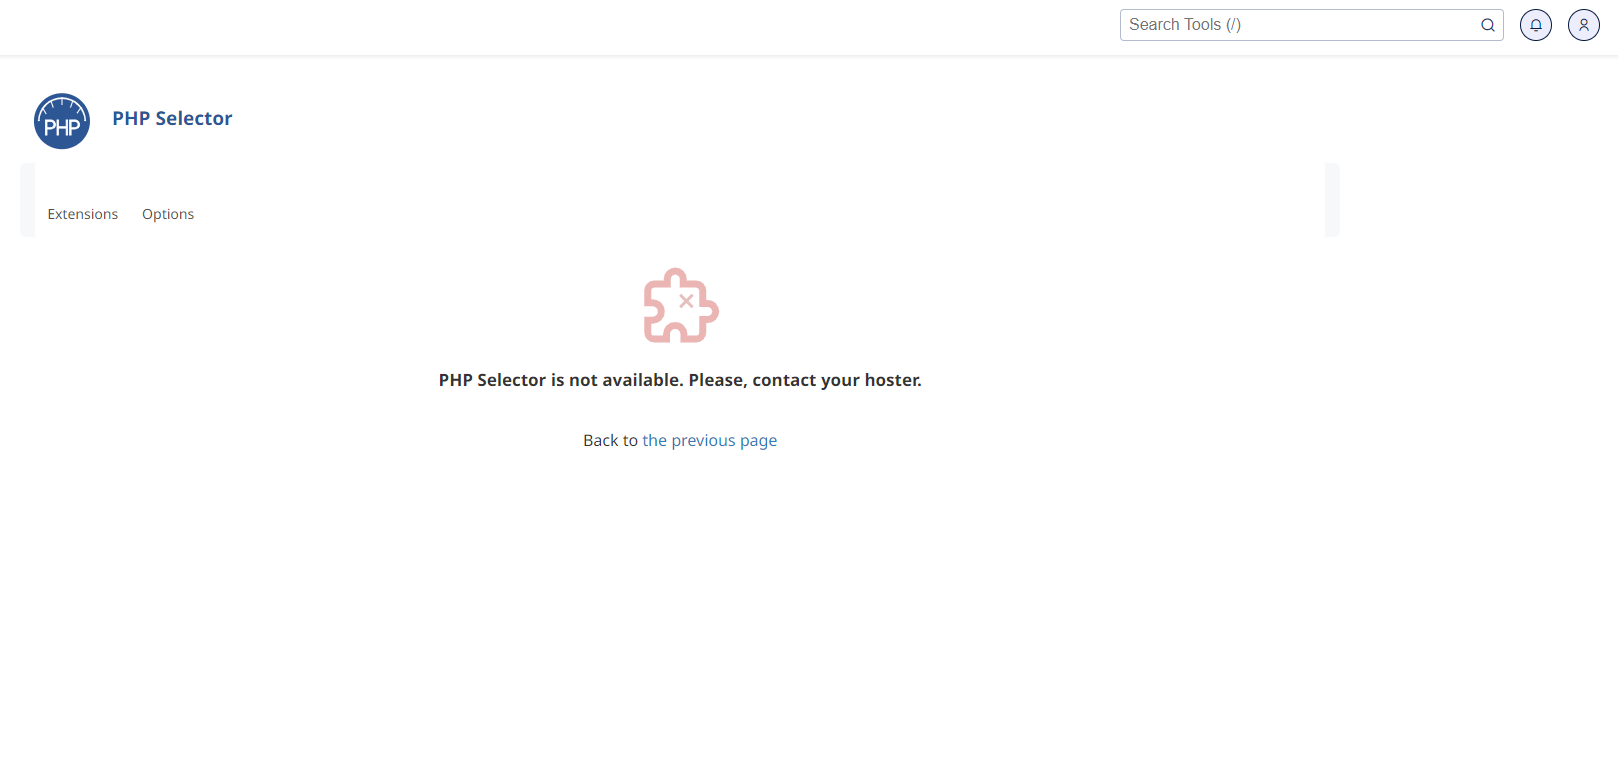 Search Tools (/)
PHP
PHP Selector
Extensions Options
PHP Selector is not available. Please, contact your hoster.
Back to the previous page